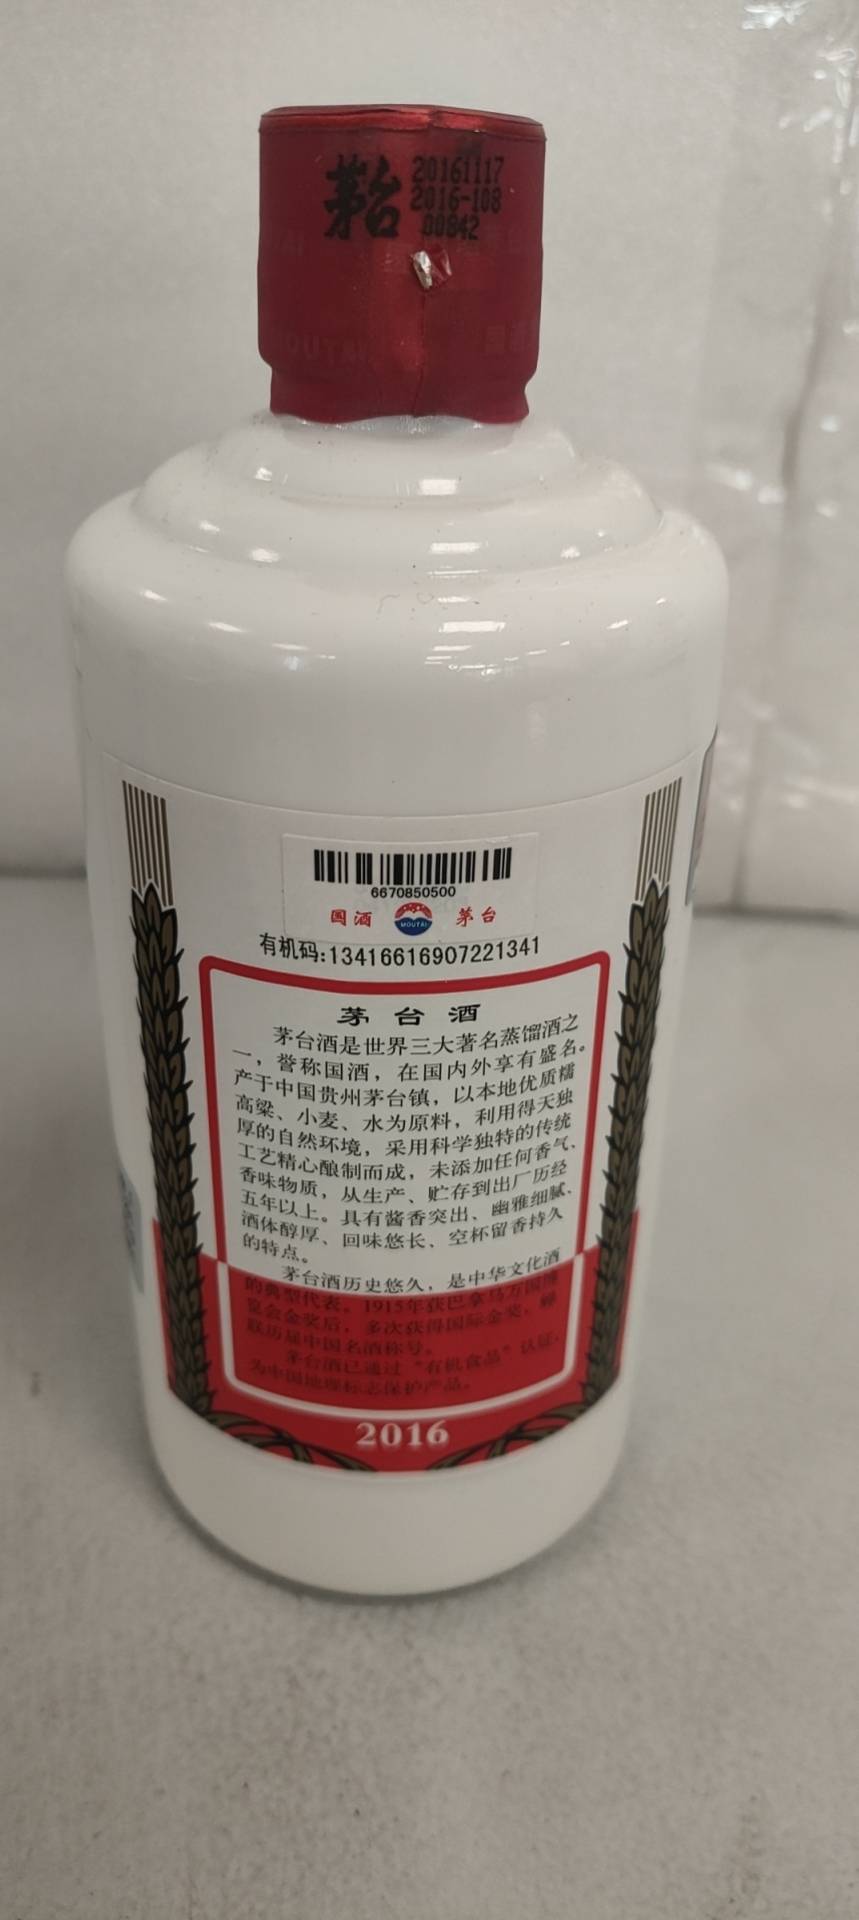 茅台
20161117
2016-108
00842
6670850500
国酒
MOUTAI
茅台
有机码:13416616907221341
茅台酒
茅台酒是世界三大著名蒸馏酒之
一，誉称国酒，在国内外享有盛名。
产于中国贵州茅台镇，以本地优质糯
高粱、小麦、水为原料，利用得天独
厚的自然环境，采用科学独特的传统
工艺精心酿制而成，未添加任何香气、
香味物质，从生产、贮存到出厂历经
五年以上。具有酱香突出、幽雅细腻、
酒体醇厚、回味悠长、空杯留香持久
的特点。
茅台酒历史悠久，是中华文化酒
的典型代表。1915年获巴拿马万国博
览会金奖后，多次获得国际金奖，蝉
联历届中国名酒称号。
茅台酒已通过“有机食品”认证，
为中国地理标志保护产品。
2016